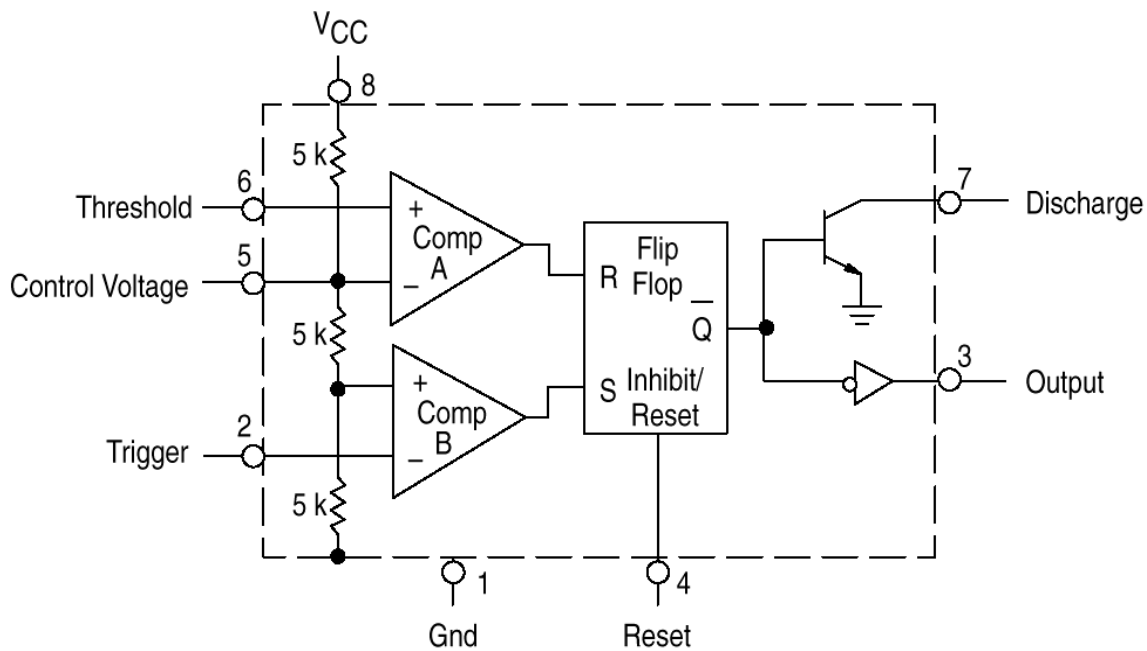 VCC
8
5 k
6
Threshold
+
Comp
A
–
5
Control Voltage
5 k
+
Comp
B
–
2
Trigger
5 k
Flip
Flop
R
Q
S
Inhibit/
Reset
7
Discharge
3
Output
1
Gnd
4
Reset